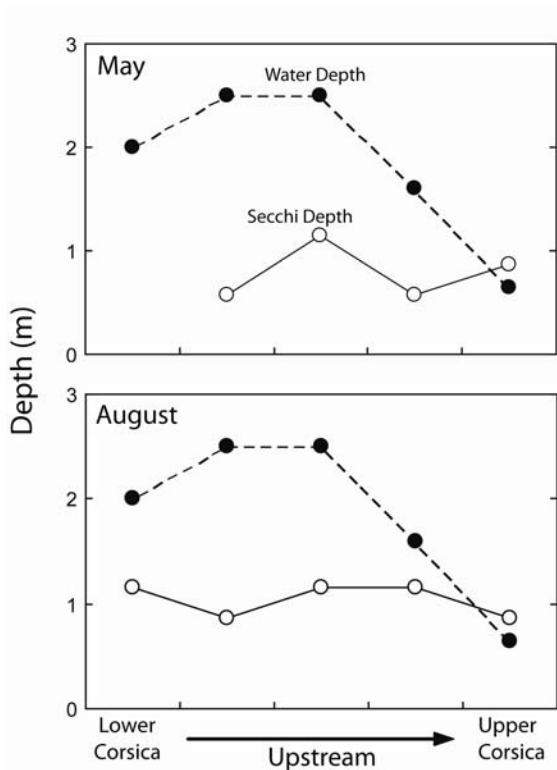 3
May
Water Depth
2
Secchi Depth
1
0
Depth (m)
3
August
2
1
0
Lower
Corsica
Upstream
Upper
Corsica